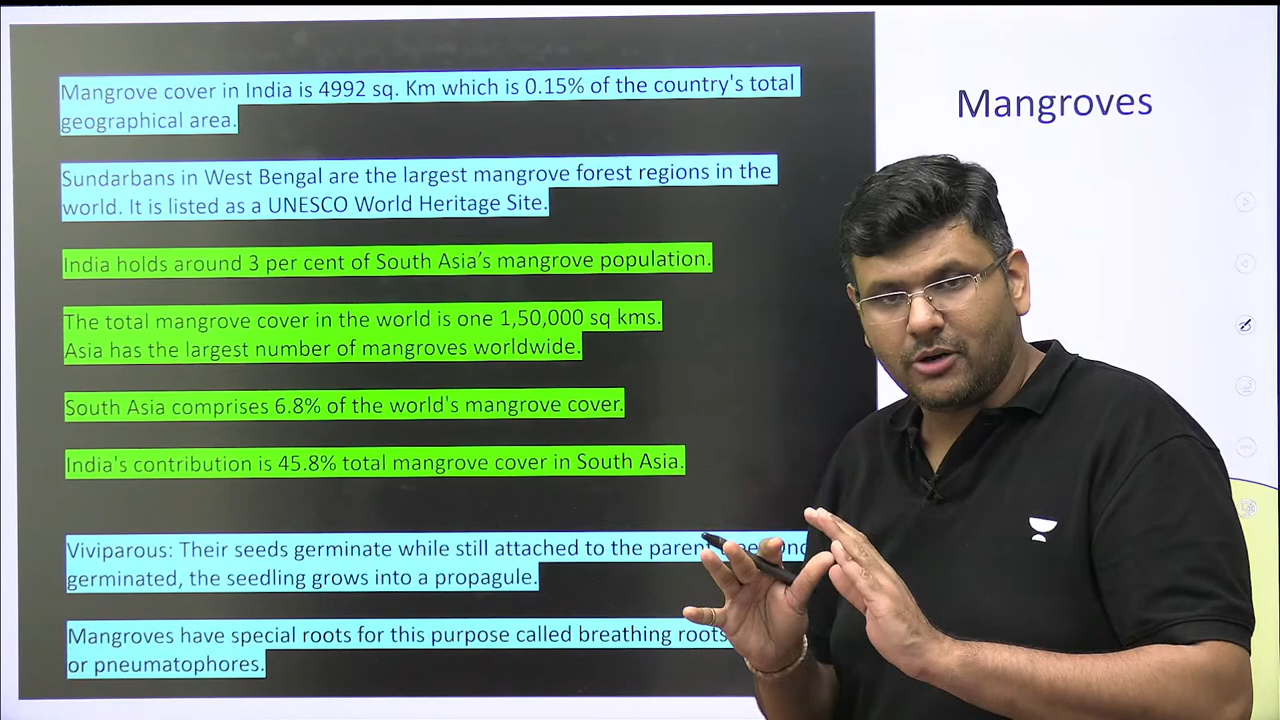 Mangroves
Mangrove cover in India is 4992 sq. Km which is 0.15% of the country's total
geographical area.
Sundarbans in West Bengal are the largest mangrove forest regions in the
world. It is listed as a UNESCO World Heritage Site.
India holds around 3 per cent of South Asia’s mangrove population.
The total mangrove cover in the world is one 1,50,000 sq kms.
Asia has the largest number of mangroves worldwide.
South Asia comprises 6.8% of the world's mangrove cover.
India's contribution is 45.8% total mangrove cover in South Asia.
Viviparous: Their seeds germinate while still attached to the parent
germinated, the seedling grows into a propagule.
Mangroves have special roots for this purpose called breathing roots
or pneumatophores.